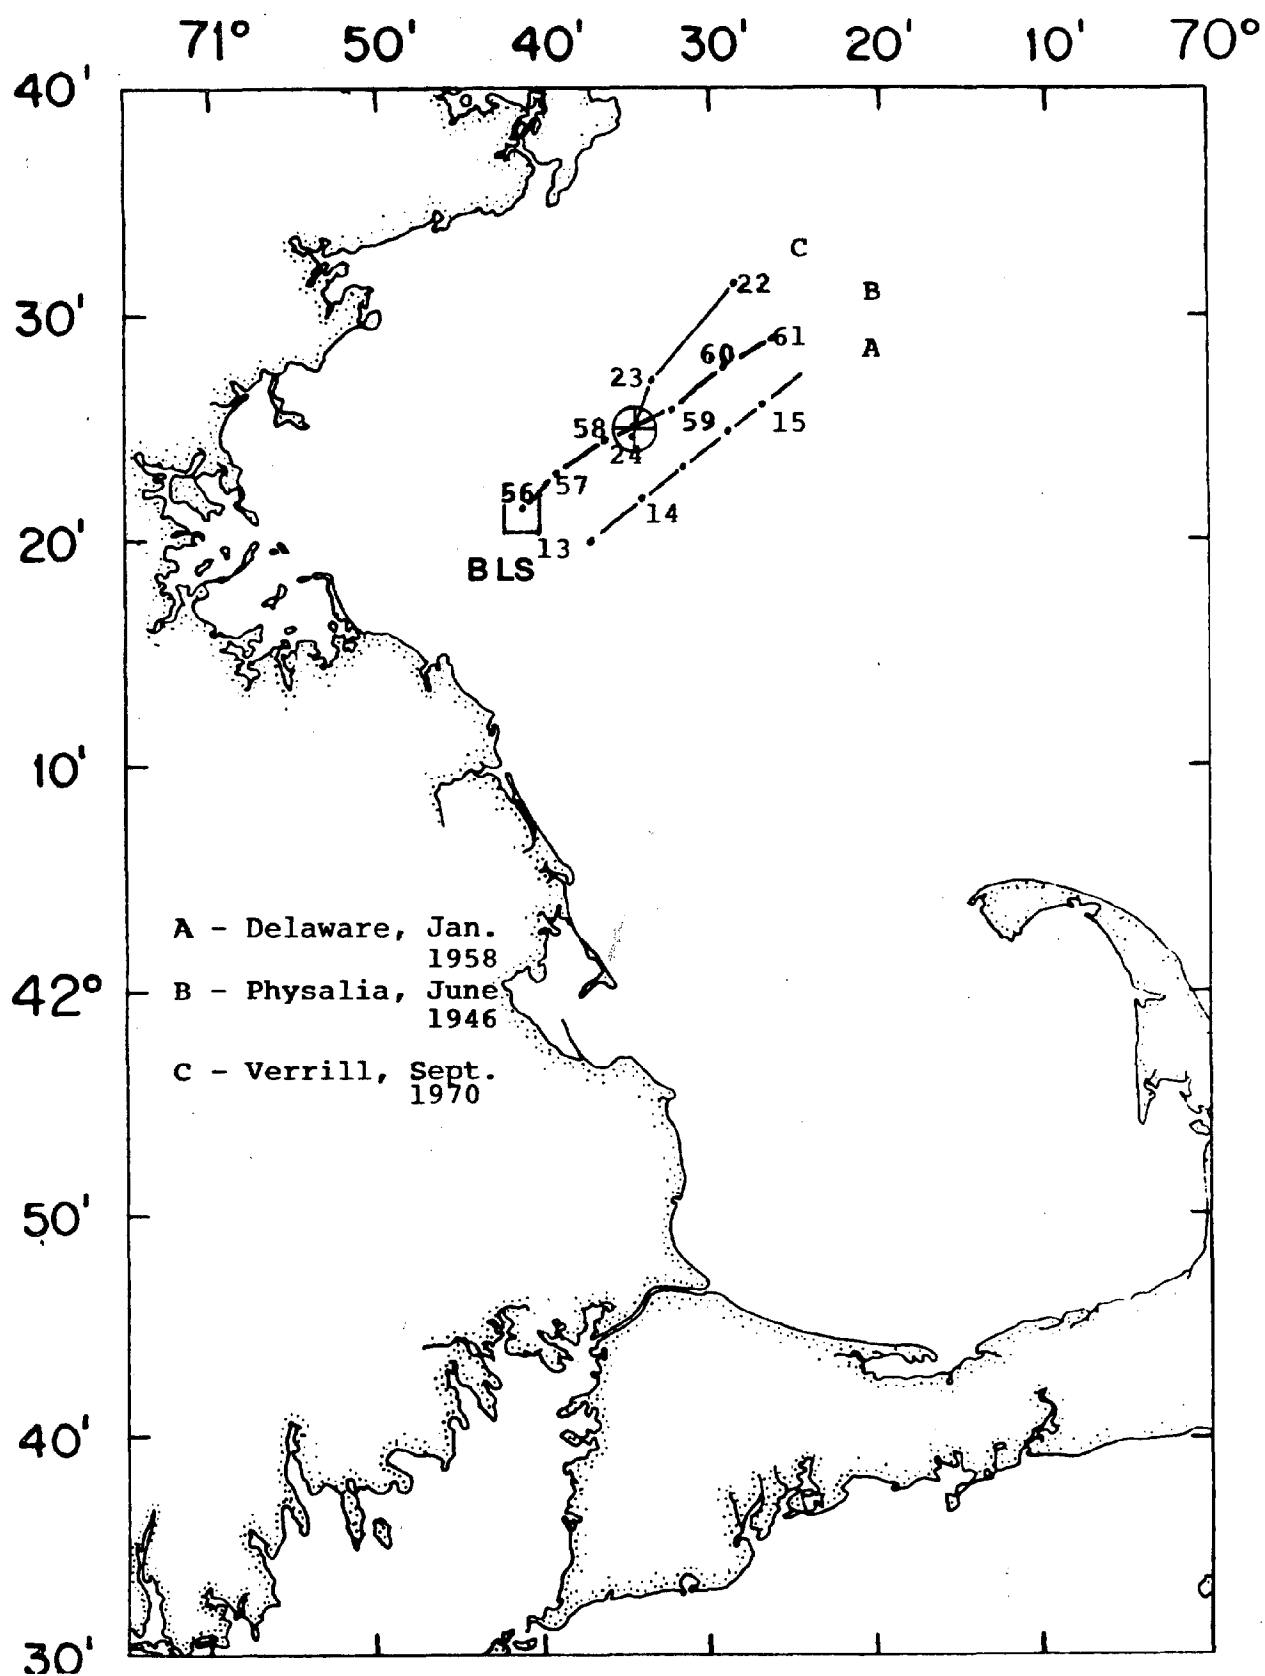 71° 50' 40' 30' 20' 10' 70°
40'
C
22
B
30'
61
60
A
23
59
15
58
24
57
56
14
20'
13
BLS
10'
A - Delaware, Jan.
1958
42°
B - Physalia, June
1946
C - Verrill, Sept.
1970
50'
40'
30'